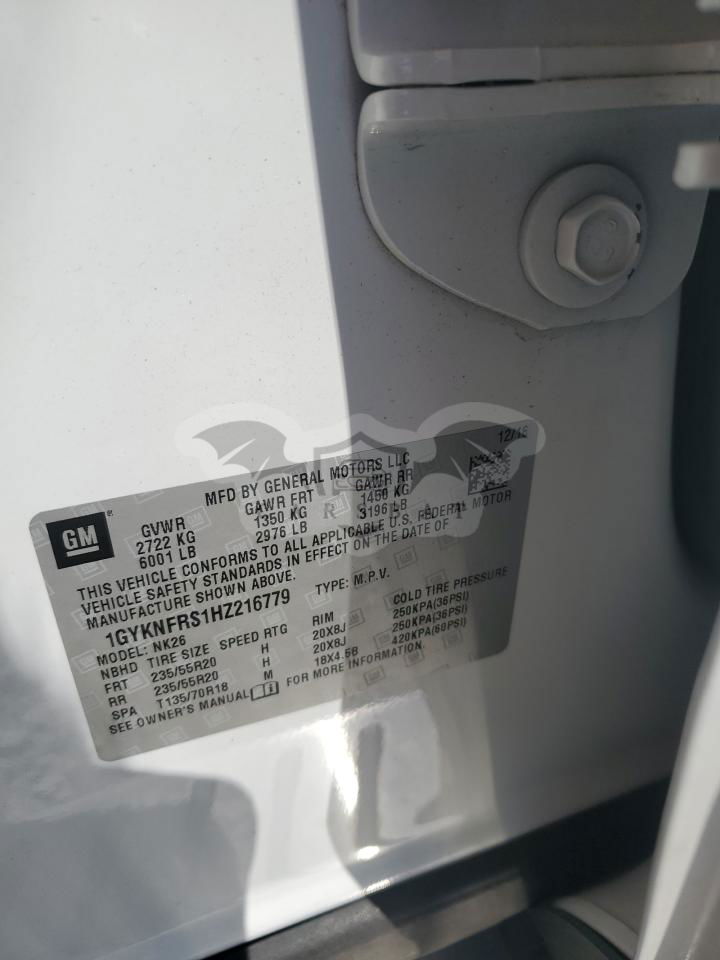 12/16
MFD BY GENERAL MOTORS LLC
GM ®
GVWR GAWR FRT GAWR RR
2722 KG 1350 KG 1450 KG
6001 LB 2976 LB 3196 LB
THIS VEHICLE CONFORMS TO ALL APPLICABLE U.S. FEDERAL MOTOR
VEHICLE SAFETY STANDARDS IN EFFECT ON THE DATE OF
MANUFACTURE SHOWN ABOVE.
1GYKNFRS1HZ216779 TYPE: M.P.V.
MODEL: NK26
NBHD TIRE SIZE SPEED RTG RIM COLD TIRE PRESSURE
FRT 235/55R20 H 20X8J 250KPA(36PSI)
RR 235/55R20 H 20X8J 250KPA(36PSI)
SPA T135/70R18 M 18X4.5B 420KPA(60PSI)
SEE OWNER'S MANUAL FOR MORE INFORMATION.